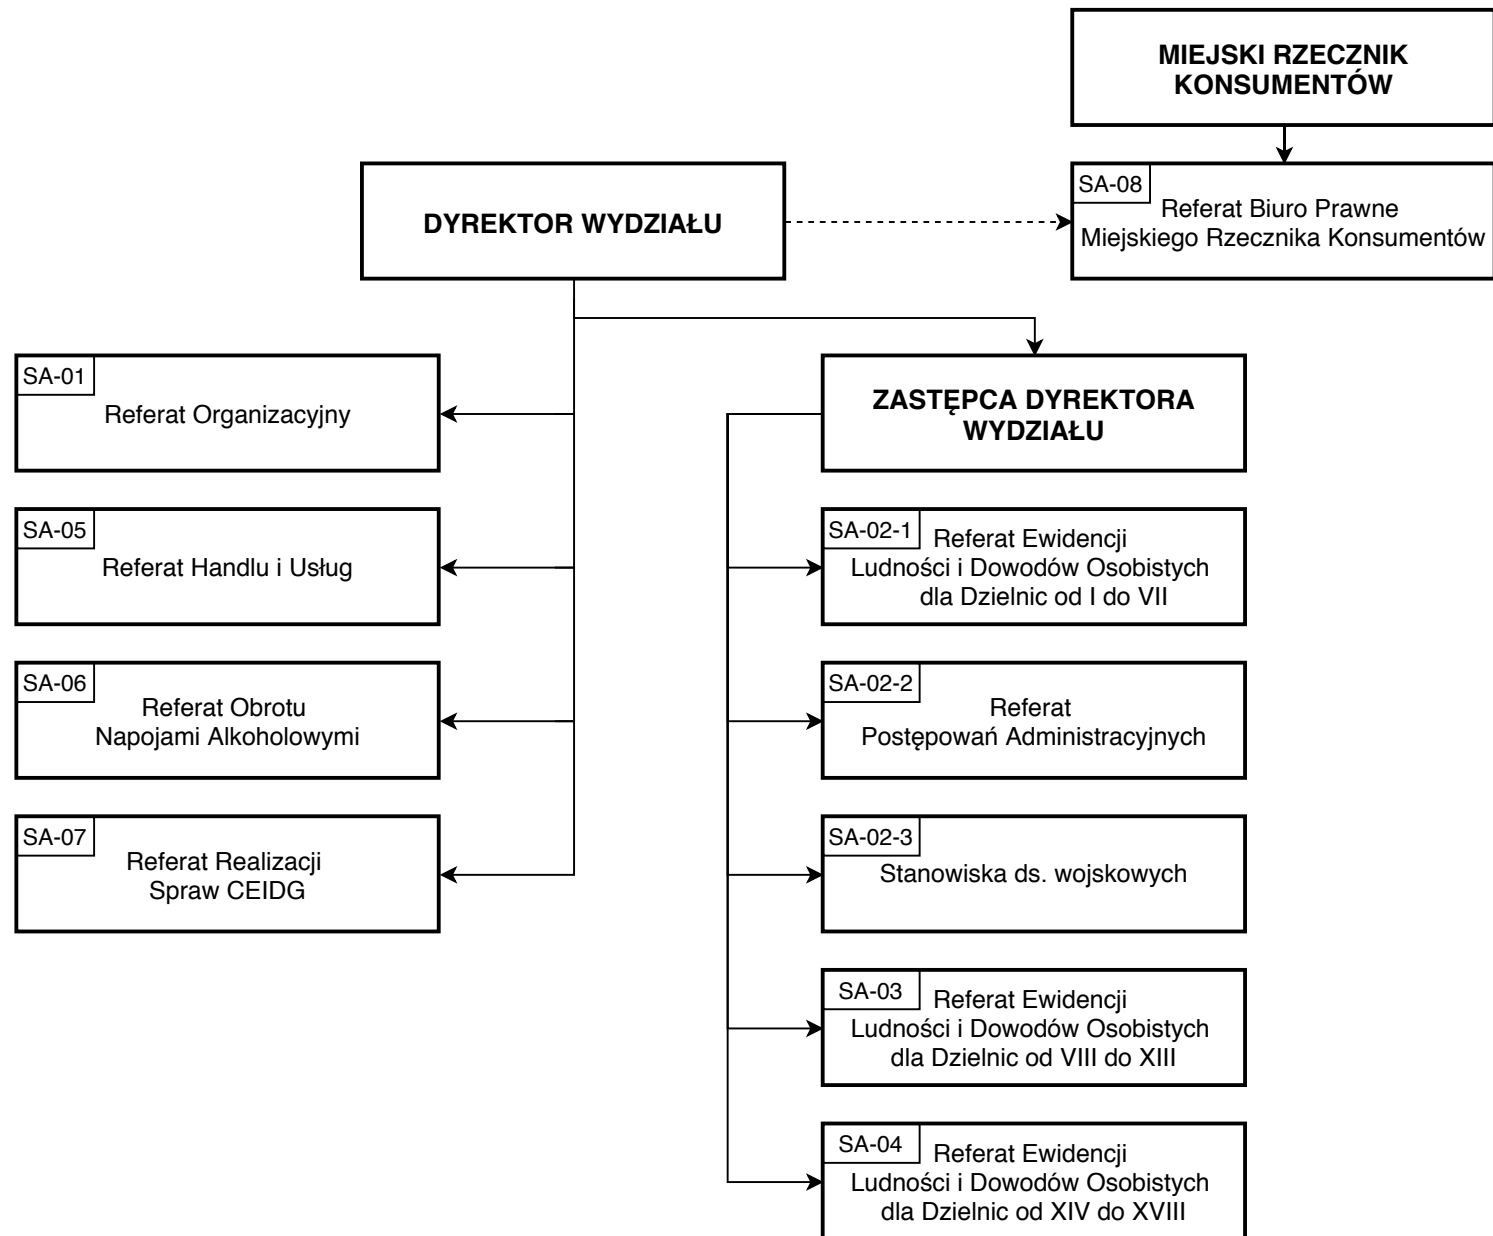 MIEJSKI RZECZNIK
KONSUMENTÓW
DYREKTOR WYDZIAŁU
SA-08
Referat Biuro Prawne
Miejskiego Rzecznika Konsumentów
SA-01
Referat Organizacyjny
ZASTĘPCA DYREKTORA
WYDZIAŁU
SA-05
Referat Handlu i Usług
SA-02-1
Referat Ewidencji
Ludności i Dowodów Osobistych
dla Dzielnic od I do VII
SA-06
Referat Obrotu
Napojami Alkoholowymi
SA-02-2
Referat
Postępowań Administracyjnych
SA-07
Referat Realizacji
Spraw CEIDG
SA-02-3
Stanowiska ds. wojskowych
SA-03
Referat Ewidencji
Ludności i Dowodów Osobistych
dla Dzielnic od VIII do XIII
SA-04
Referat Ewidencji
Ludności i Dowodów Osobistych
dla Dzielnic od XIV do XVIII